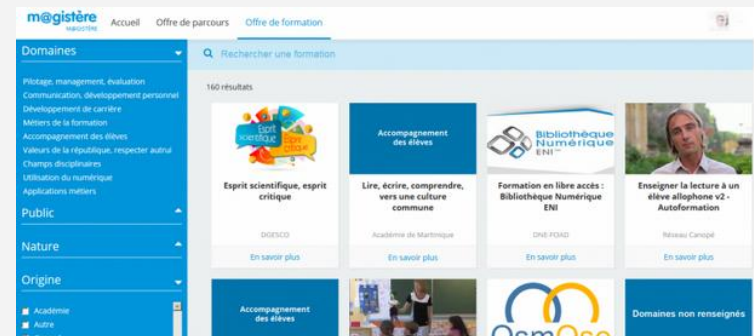 m@gistère
M@GISTÈRE
Accueil
Offre de parcours
Offre de formation
Domaines
Pilotage, management, évaluation
Communication, développement personnel
Développement de carrière
Métiers de la formation
Accompagnement des élèves
Valeurs de la république, respecter autrui
Champs disciplinaires
Utilisation du numérique
Applications métiers
Public
Nature
Origine
Académie
Autre
Rechercher une formation
160 résultats
Esprit scientifique
Esprit critique
Esprit scientifique, esprit
critique
DGESCO
En savoir plus
Accompagnement
des élèves
Lire, écrire, comprendre,
vers une culture
commune
Académie de Martinique
En savoir plus
Bibliothèque
Numérique
ENI
Formation en libre accès :
Bibliothèque Numérique
ENI
DNE-FOAD
En savoir plus
Enseigner la lecture à un
élève allophone v2 -
Autoformation
Réseau Canopé
En savoir plus
Accompagnement
des élèves
OsmOse
Domaines non renseignés